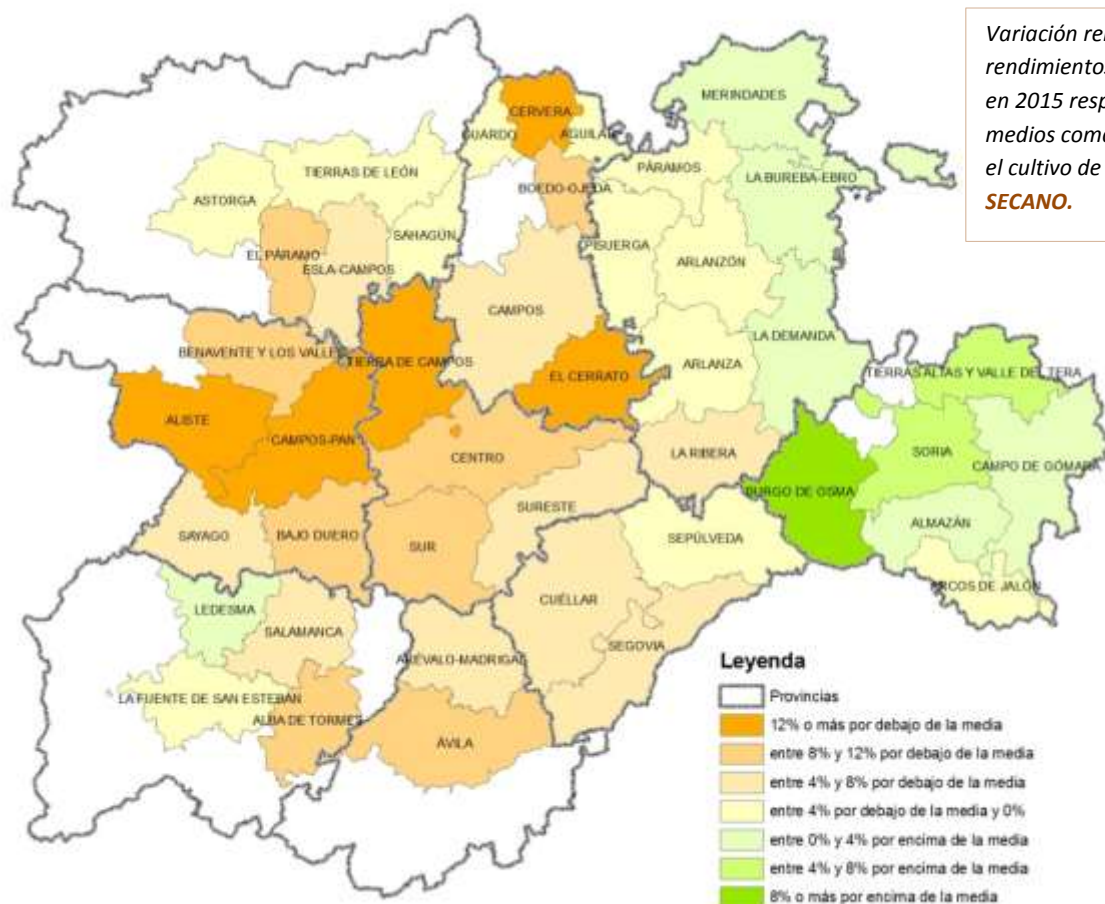 Variación re
rendimientos
en 2015 resp
medios come
el cultivo de
SECANO.
MERINDADES
CERVERA
GUARDO
AGUILAR
PÁRAMOS
LA BUREBA-EBRO
TIERRAS DE LEÓN
BOEDO-OJEDA
ASTORGA
SAHAGÚN
PISUERGA
EL PÁRAMO
ESLA-CAMPOS
ARLANZÓN
CAMPOS
LA DEMANDA
BENAVENTE Y LOS VALLES
TIERRA DE CAMPOS
ARLANZA
EL CERRATO
TIERRAS ALTAS Y VALLE DEL TERA
ALISTE
CAMPOS-PAN
CENTRO
LA RIBERA
SORIA
CAMPO DE GÓMARA
BURGO DE OSMA
SURESTE
ALMAZÁN
SAYAGO
BAJO DUERO
SUR
SEPÚLVEDA
ARCOS DE JALÓN
LEDESMA
CUÉLLAR
SALAMANCA
SEGOVIA
ARÉVALO-MADRIGAL
LA FUENTE DE SAN ESTEBAN
ALBA DE TORMES
ÁVILA
Leyenda
Provincias
12% o más por debajo de la media
entre 8% y 12% por debajo de la media
entre 4% y 8% por debajo de la media
entre 4% por debajo de la media y 0%
entre 0% y 4% por encima de la media
entre 4% y 8% por encima de la media
8% o más por encima de la media